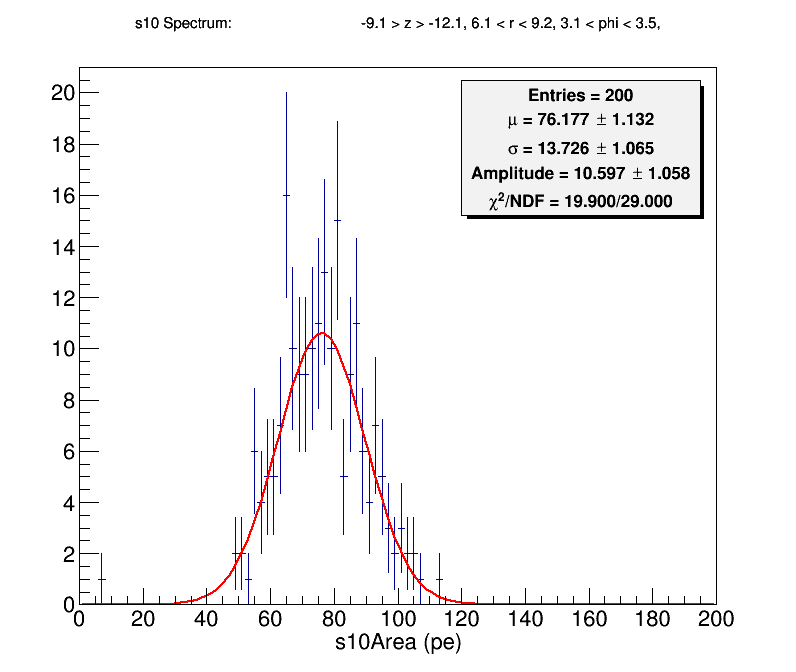 s10 Spectrum: -9.1 > z > -12.1, 6.1 < r < 9.2, 3.1 < phi < 3.5,
Entries = 200
μ = 76.177 ± 1.132
σ = 13.726 ± 1.065
Amplitude = 10.597 ± 1.058
χ²/NDF = 19.900/29.000
20
18
16
14
12
10
8
6
4
2
0
0 20 40 60 80 100 120 140 160 180 200
s10Area (pe)